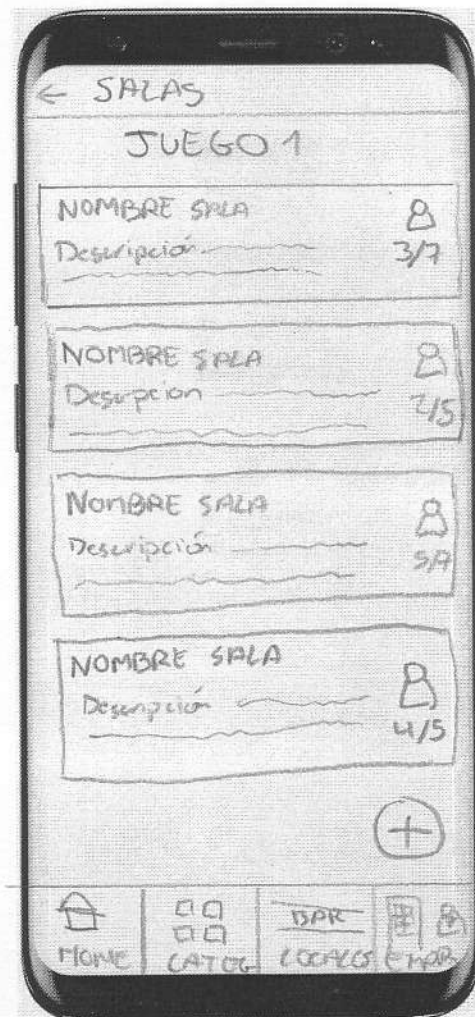 ← SALAS
JUEGO 1
NOMBRE SALA
Descripción
3/7
NOMBRE SALA
Descripcion
2/5
NOMBRE SALA
Descripción
5/7
NOMBRE SALA
Descripción
4/5
+
HOME
CATEG
BAR
LOCALES